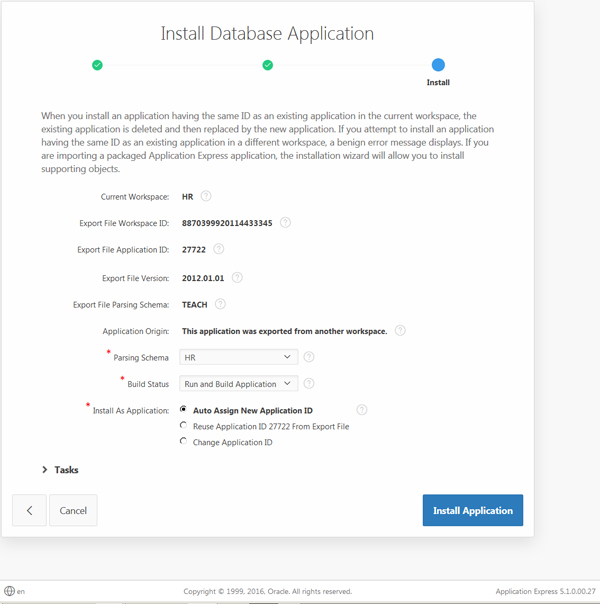 Install Database Application
Install
When you install an application having the same ID as an existing application in the current workspace, the
existing application is deleted and then replaced by the new application. If you attempt to install an application
having the same ID as an existing application in a different workspace, a benign error message displays. If you
are importing a packaged Application Express application, the installation wizard will allow you to install
supporting objects.
Current Workspace: HR ?
Export File Workspace ID: 8870399920114433345 ?
Export File Application ID: 27722 ?
Export File Version: 2012.01.01 ?
Export File Parsing Schema: TEACH ?
Application Origin: This application was exported from another workspace. ?
* Parsing Schema HR ?
* Build Status Run and Build Application ?
* Install As Application: Auto Assign New Application ID ?
Reuse Application ID 27722 From Export File
Change Application ID
Tasks
Cancel Install Application
en Copyright © 1999, 2016, Oracle. All rights reserved. Application Express 5.1.0.00.27